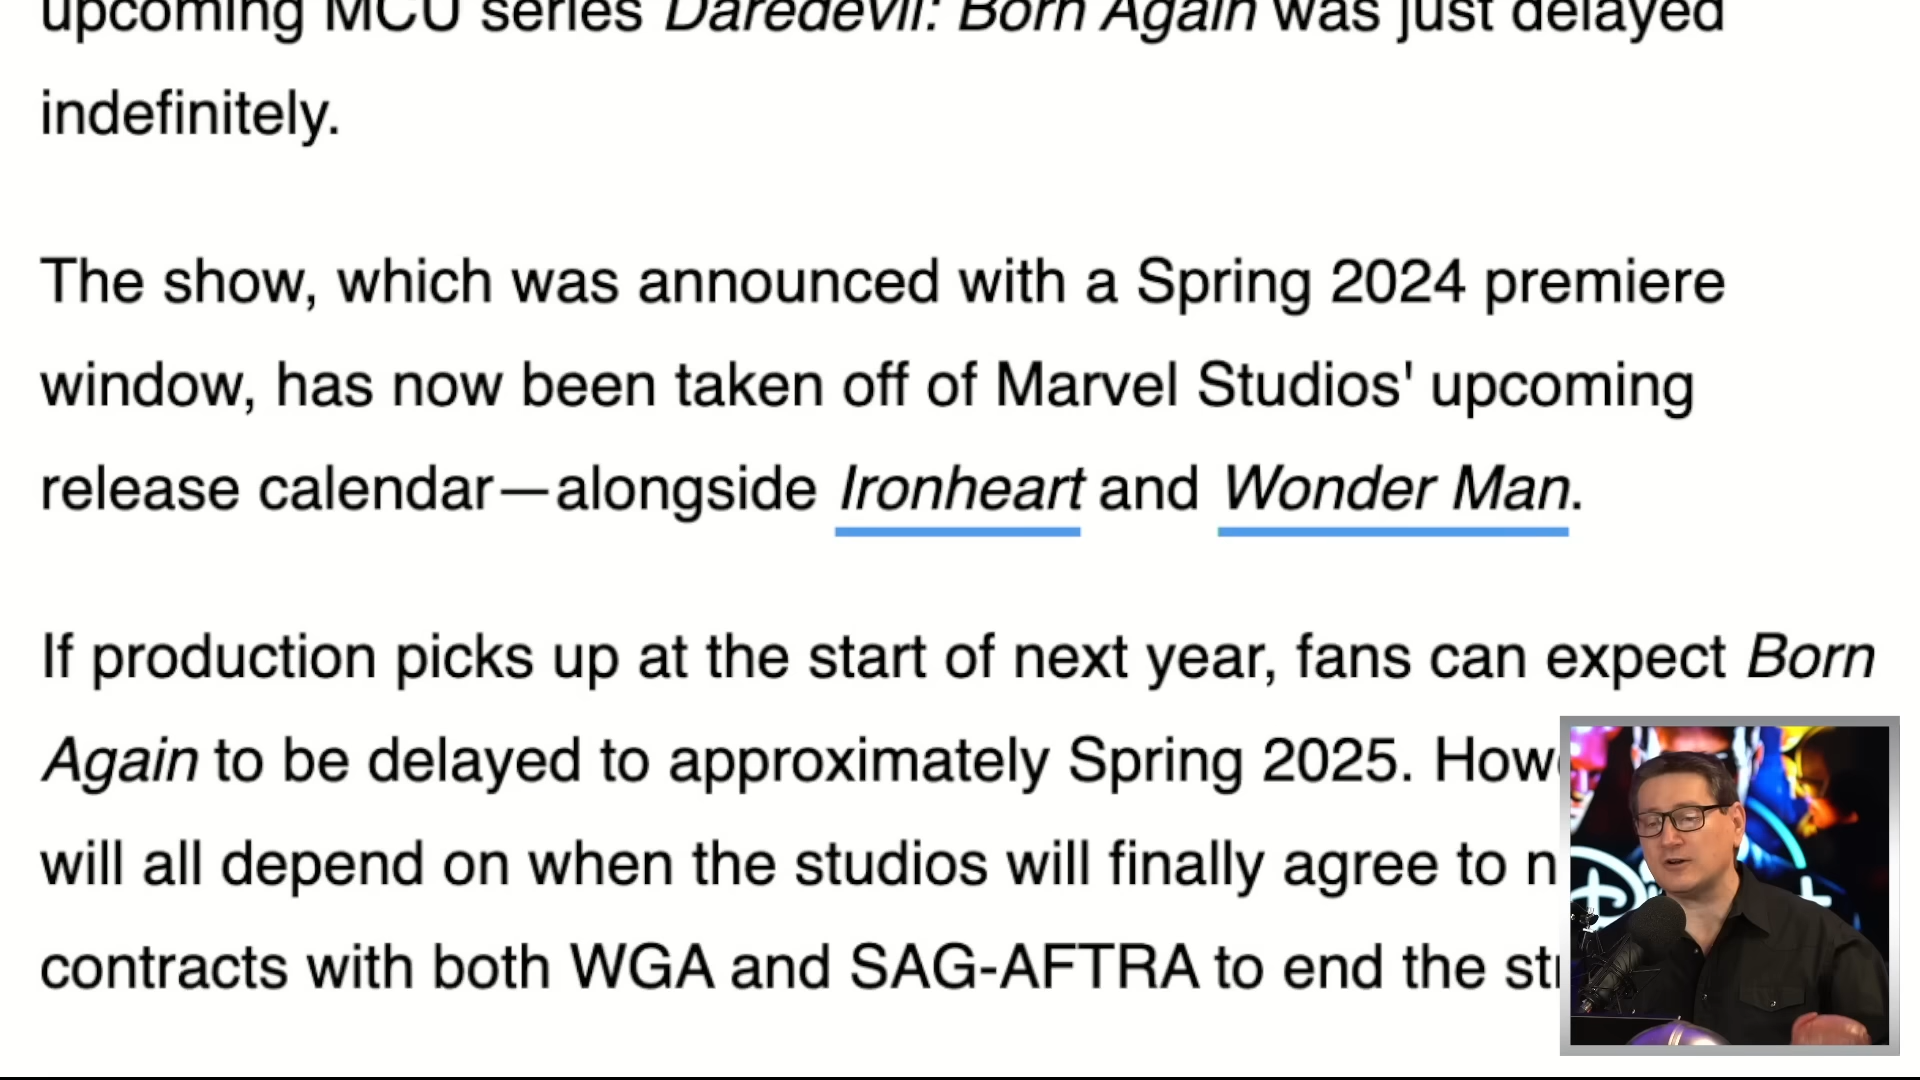 upcoming MCU series Daredevil: Born Again was just delayed
indefinitely.
The show, which was announced with a Spring 2024 premiere
window, has now been taken off of Marvel Studios' upcoming
release calendar—alongside Ironheart and Wonder Man.
If production picks up at the start of next year, fans can expect Born
Again to be delayed to approximately Spring 2025.
will all depend on when the studios will finally agree to
contracts with both WGA and SAG-AFTRA to end the